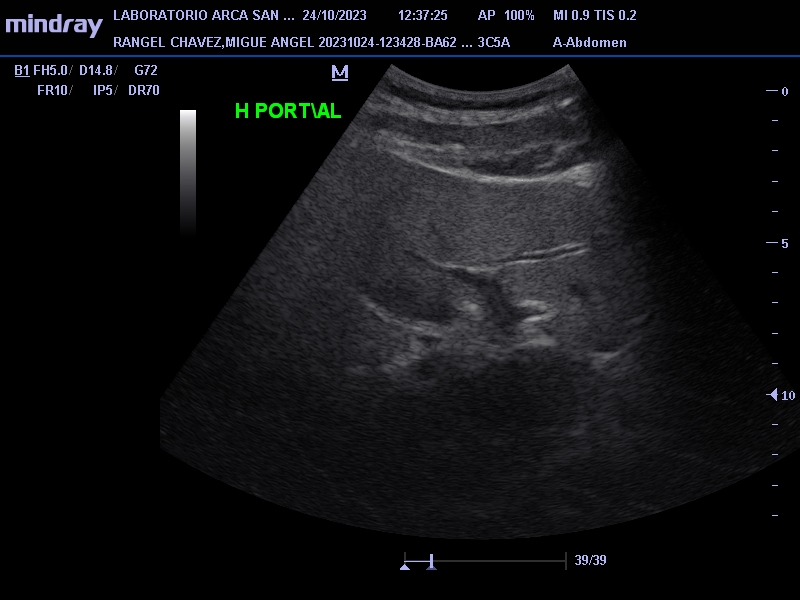 mindray
LABORATORIO ARCA SAN ... 24/10/2023 12:37:25 AP 100% MI 0.9 TIS 0.2
RANGEL CHAVEZ,MIGUE ANGEL 20231024-123428-BA62 ... 3C5A A-Abdomen
B1 FH5.0/ D14.8/ G72
FR10/ IP5/ DR70
M
H PORT\AL
0
5
10
39/39